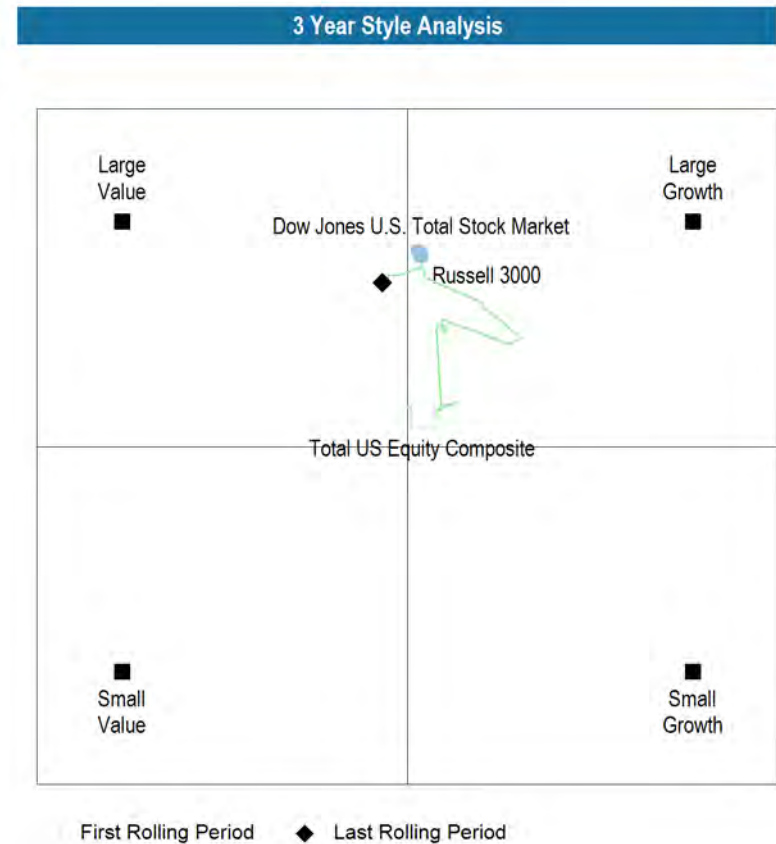 3 Year Style Analysis
Large
Value
Large
Growth
Dow Jones U.S. Total Stock Market
Russell 3000
Total US Equity Composite
Small
Value
Small
Growth
First Rolling Period
Last Rolling Period